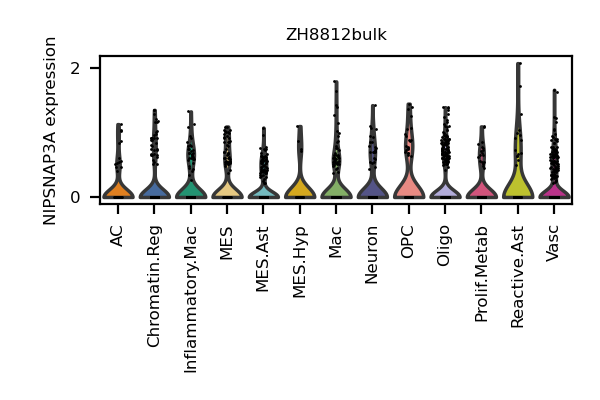 ZH8812bulk
NIPSNAP3A expression
2
0
AC
Chromatin.Reg
Inflammatory.Mac
MES
MES.Ast
MES.Hyp
Mac
Neuron
OPC
Oligo
Prolif.Metab
Reactive.Ast
Vasc